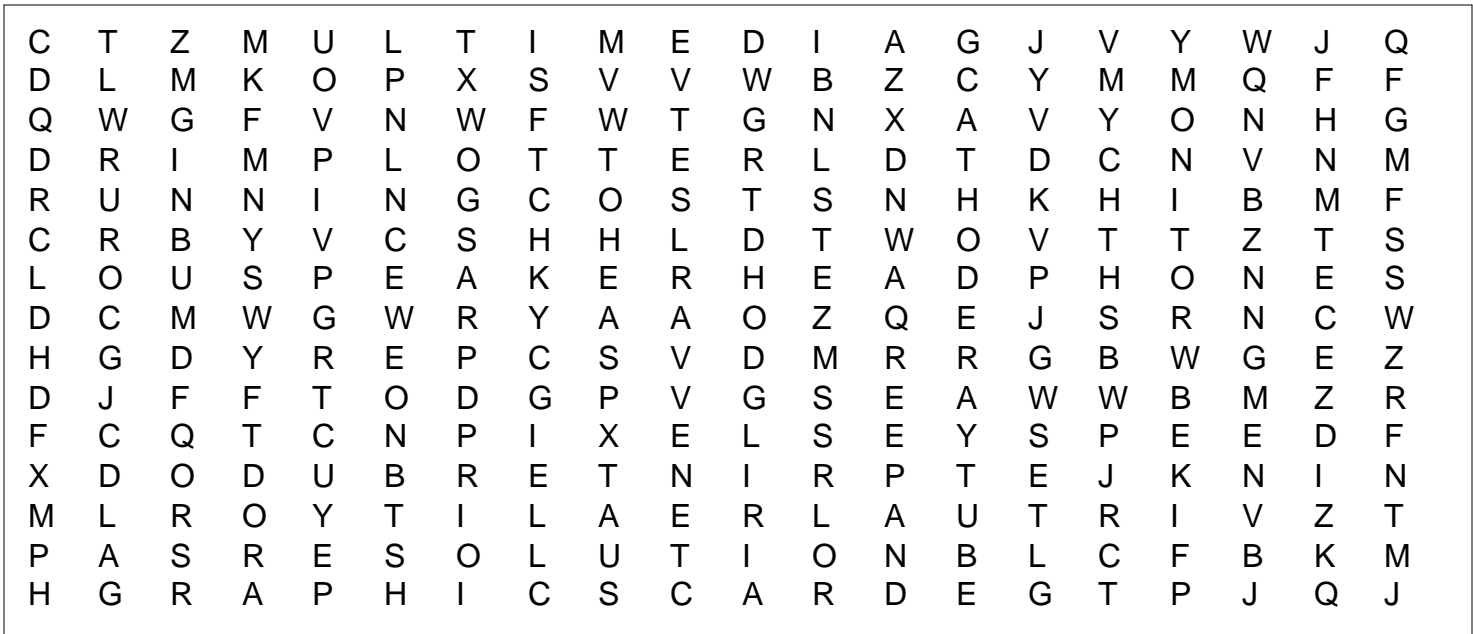 C T Z M U L T I M E D I A G J V Y W J Q
D L M K O P X S V V W B Z C Y M M Q F F
Q W G F V N W F W T G N X A V Y O N H G
D R I M P L O T T E R L D T D C N V N M
R U N N I N G C O S T S N H K H I B M F
C R B Y V C S H H L D T W O V T T Z T S
L O U S P E A K E R H E A D P H O N E S
D C M W G W R Y A A O Z Q E J S R N C W
H G D Y R E P C S V D M R R G B W G E Z
D J F F T O D G P V G S E A W W B M Z R
F C Q T C N P I X E L S E Y S P E E D F
X D O D U B R E T N I R P T E J K N I N
M L R O Y T I L A E R L A U T R I V Z T
P A S R E S O L U T I O N B L C F B K M
H G R A P H I C S C A R D E G T P J Q J